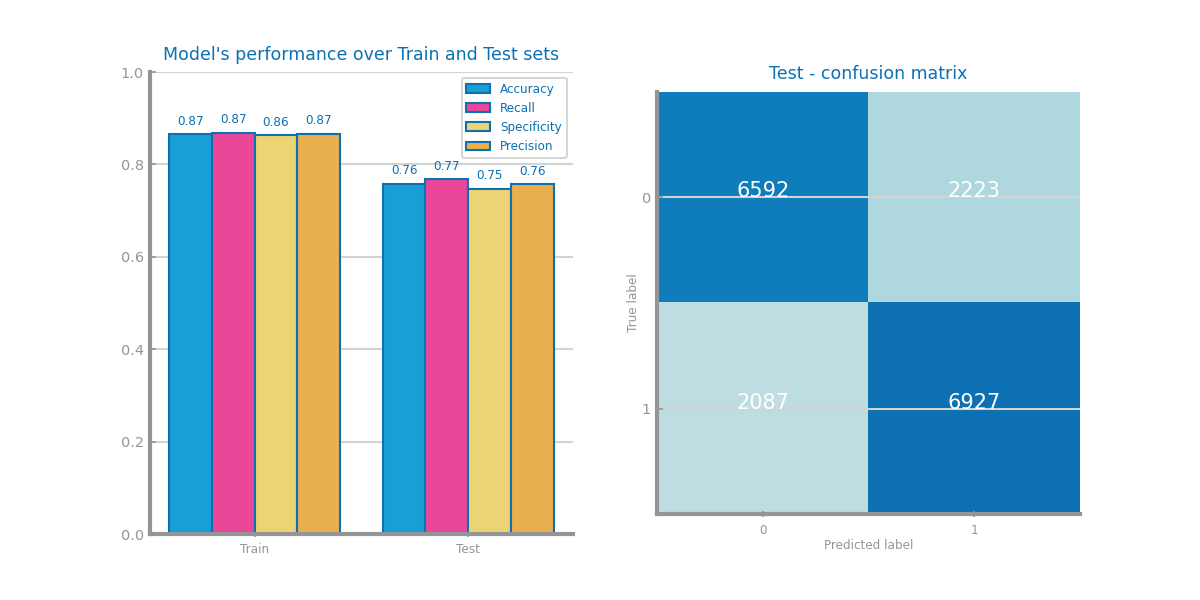 Model's performance over Train and Test sets
1.0
0.8
0.6
0.4
0.2
0.0
0.87
0.87
0.86
0.87
0.76
0.77
0.75
0.76
Accuracy
Recall
Specificity
Precision
Train
Test
Test - confusion matrix
True label
0
6592
2223
1
2087
6927
0
1
Predicted label